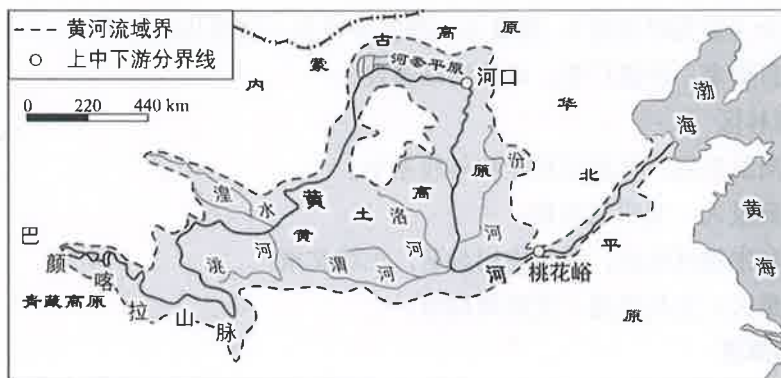 黄河流域界
上中下游分界线
0 220 440 km
内蒙古高原
河套平原
河口
渤海
华北平原
汾河
黄土高原
洛河
湟水
黄河
洮河
渭河
桃花峪
黄海
巴颜喀拉山脉
青藏高原